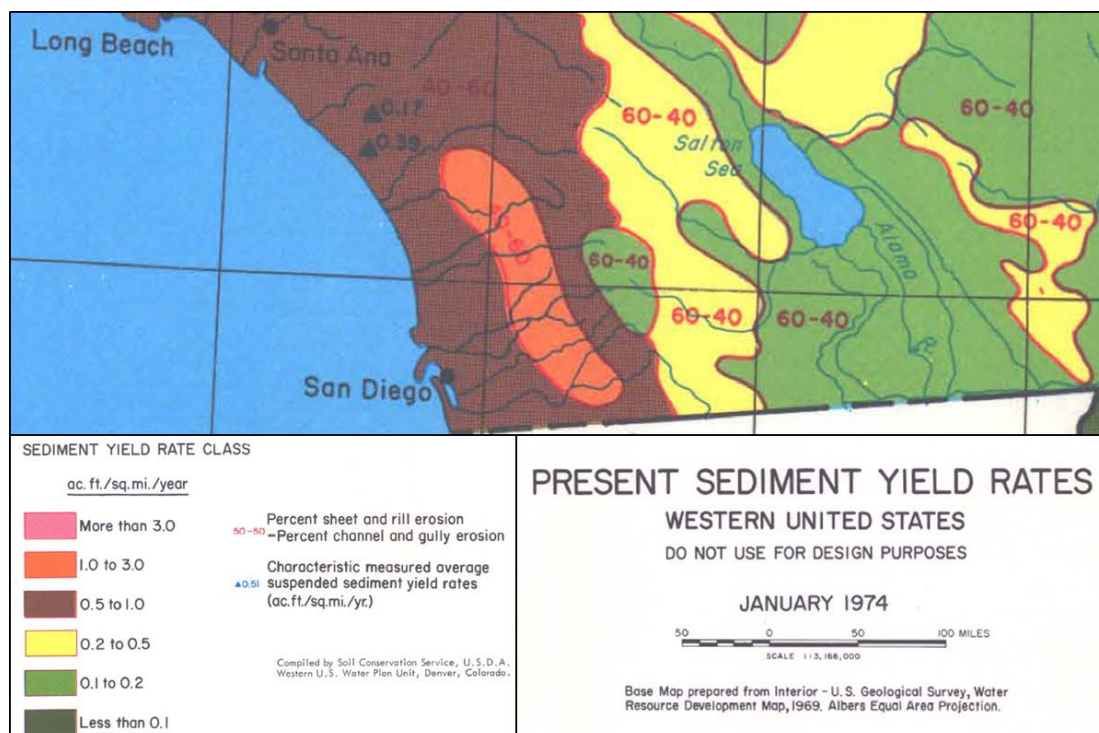 Long Beach
Santa Ana
40-60
▲0.17
▲0.39
60-40
60-40
Salton
Sea
60-40
40-60
60-40
Alamo
R.
60-40
60-40
San Diego
SEDIMENT YIELD RATE CLASS
ac. ft./sq. mi. /year
More than 3.0
1.0 to 3.0
0.5 to 1.0
0.2 to 0.5
0.1 to 0.2
Less than 0.1
50-50 Percent sheet and rill erosion
-Percent channel and gully erosion
▲0.51 Characteristic measured average
suspended sediment yield rates
(ac.ft./sq.mi./yr.)
Compiled by Soil Conservation Service, U.S.D.A.
Western U.S. Water Plan Unit, Denver, Colorado.
PRESENT SEDIMENT YIELD RATES
WESTERN UNITED STATES
DO NOT USE FOR DESIGN PURPOSES
JANUARY 1974
50 0 50 100 MILES
SCALE 1:3,168,000
Base Map prepared from Interior - U.S. Geological Survey, Water
Resource Development Map, 1969. Albers Equal Area Projection.